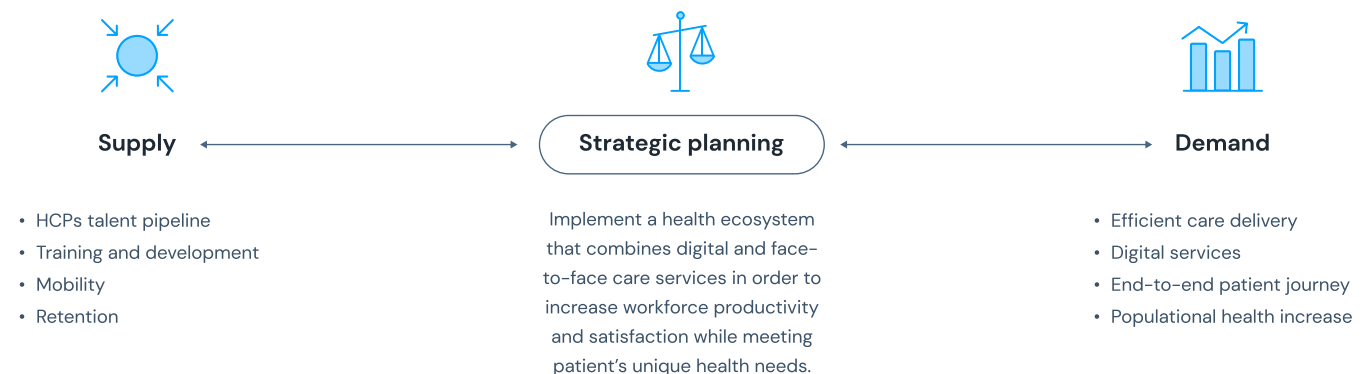 Supply
Strategic planning
Demand
• HCPs talent pipeline
• Training and development
• Mobility
• Retention
Implement a health ecosystem
that combines digital and face-
to-face care services in order to
increase workforce productivity
and satisfaction while meeting
patient’s unique health needs.
• Efficient care delivery
• Digital services
• End-to-end patient journey
• Populational health increase